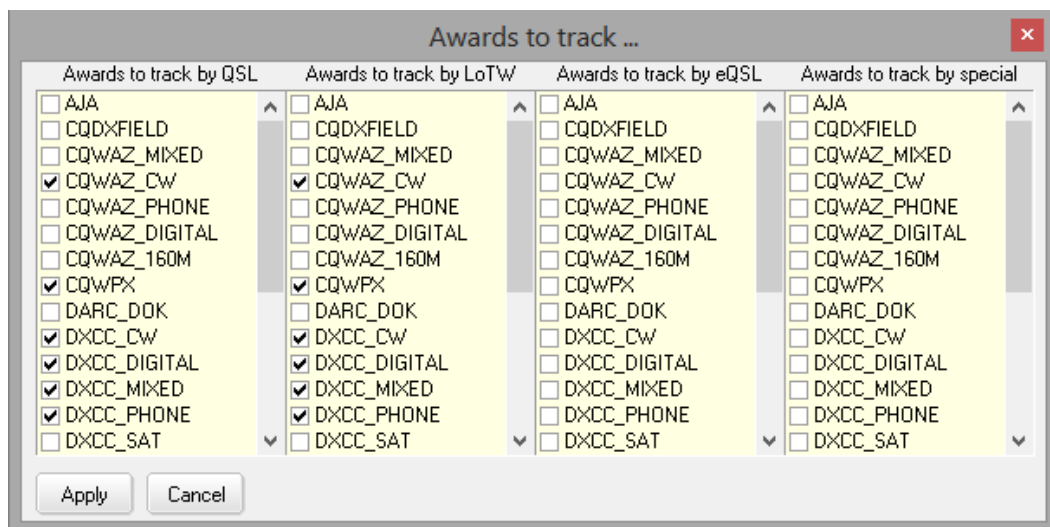 Awards to track ...
Awards to track by QSL Awards to track by LoTW Awards to track by eQSL Awards to track by special
AJA AJA AJA AJA
CQDXFIELD CQDXFIELD CQDXFIELD CQDXFIELD
CQWAZ_MIXED CQWAZ_MIXED CQWAZ_MIXED CQWAZ_MIXED
CQWAZ_CW CQWAZ_CW CQWAZ_CW CQWAZ_CW
CQWAZ_PHONE CQWAZ_PHONE CQWAZ_PHONE CQWAZ_PHONE
CQWAZ_DIGITAL CQWAZ_DIGITAL CQWAZ_DIGITAL CQWAZ_DIGITAL
CQWAZ_160M CQWAZ_160M CQWAZ_160M CQWAZ_160M
CQWPX CQWPX CQWPX CQWPX
DARC_DOK DARC_DOK DARC_DOK DARC_DOK
DXCC_CW DXCC_CW DXCC_CW DXCC_CW
DXCC_DIGITAL DXCC_DIGITAL DXCC_DIGITAL DXCC_DIGITAL
DXCC_MIXED DXCC_MIXED DXCC_MIXED DXCC_MIXED
DXCC_PHONE DXCC_PHONE DXCC_PHONE DXCC_PHONE
DXCC_SAT DXCC_SAT DXCC_SAT DXCC_SAT
Apply Cancel